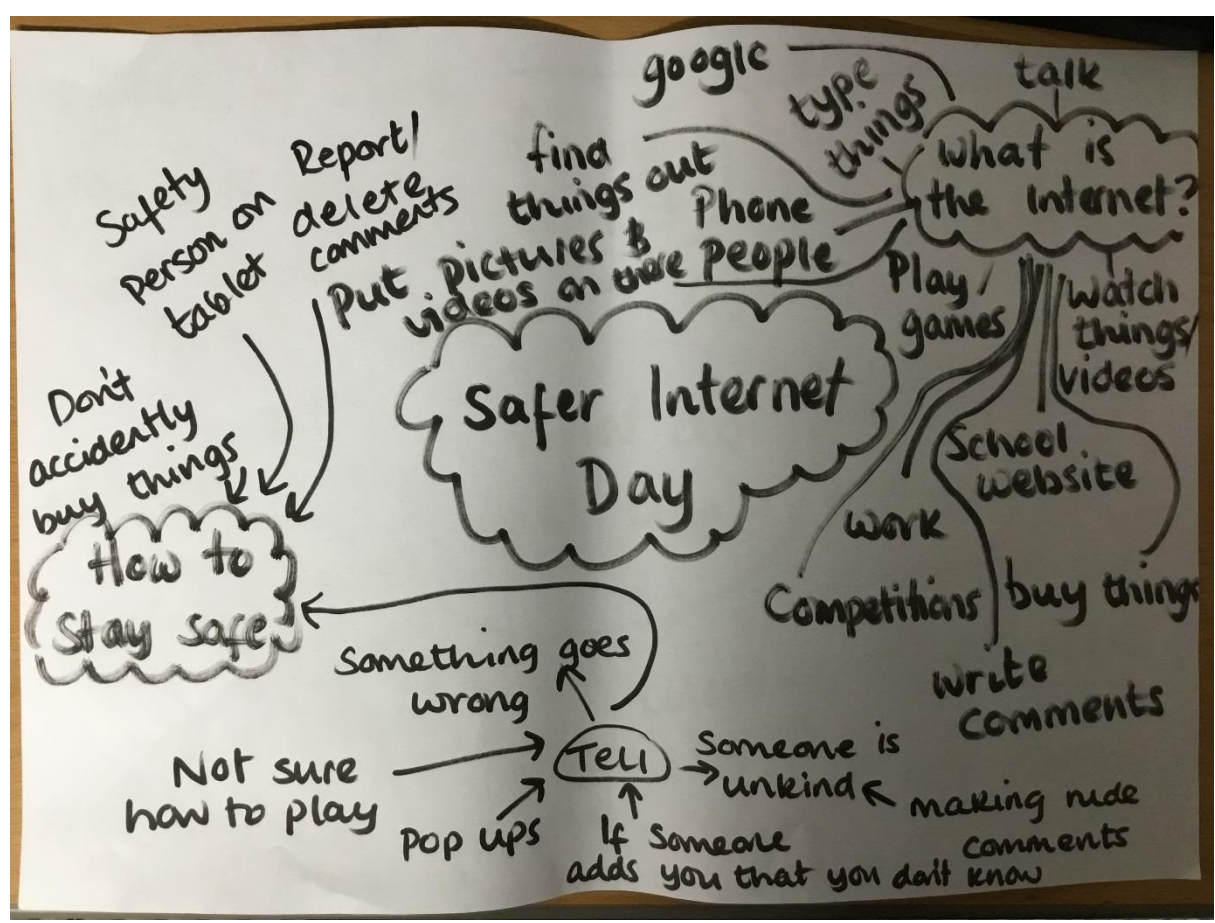 google
talk
type
things
What is
the Internet?
find
things out
Phone
people
Put pictures &
videos on there
Play/
games
Watch
things/
videos
School
website
work
Competitions
buy things
write
comments
Safer Internet
Day
Report/
delete
comments
Safety
person on
tablet
Don't
accidently
buy things
How to
Stay safe
Something goes
wrong
Tell
Not sure
how to play
Pop ups
If Someone
adds you that you don't know
Someone is
unkind
making rude
comments